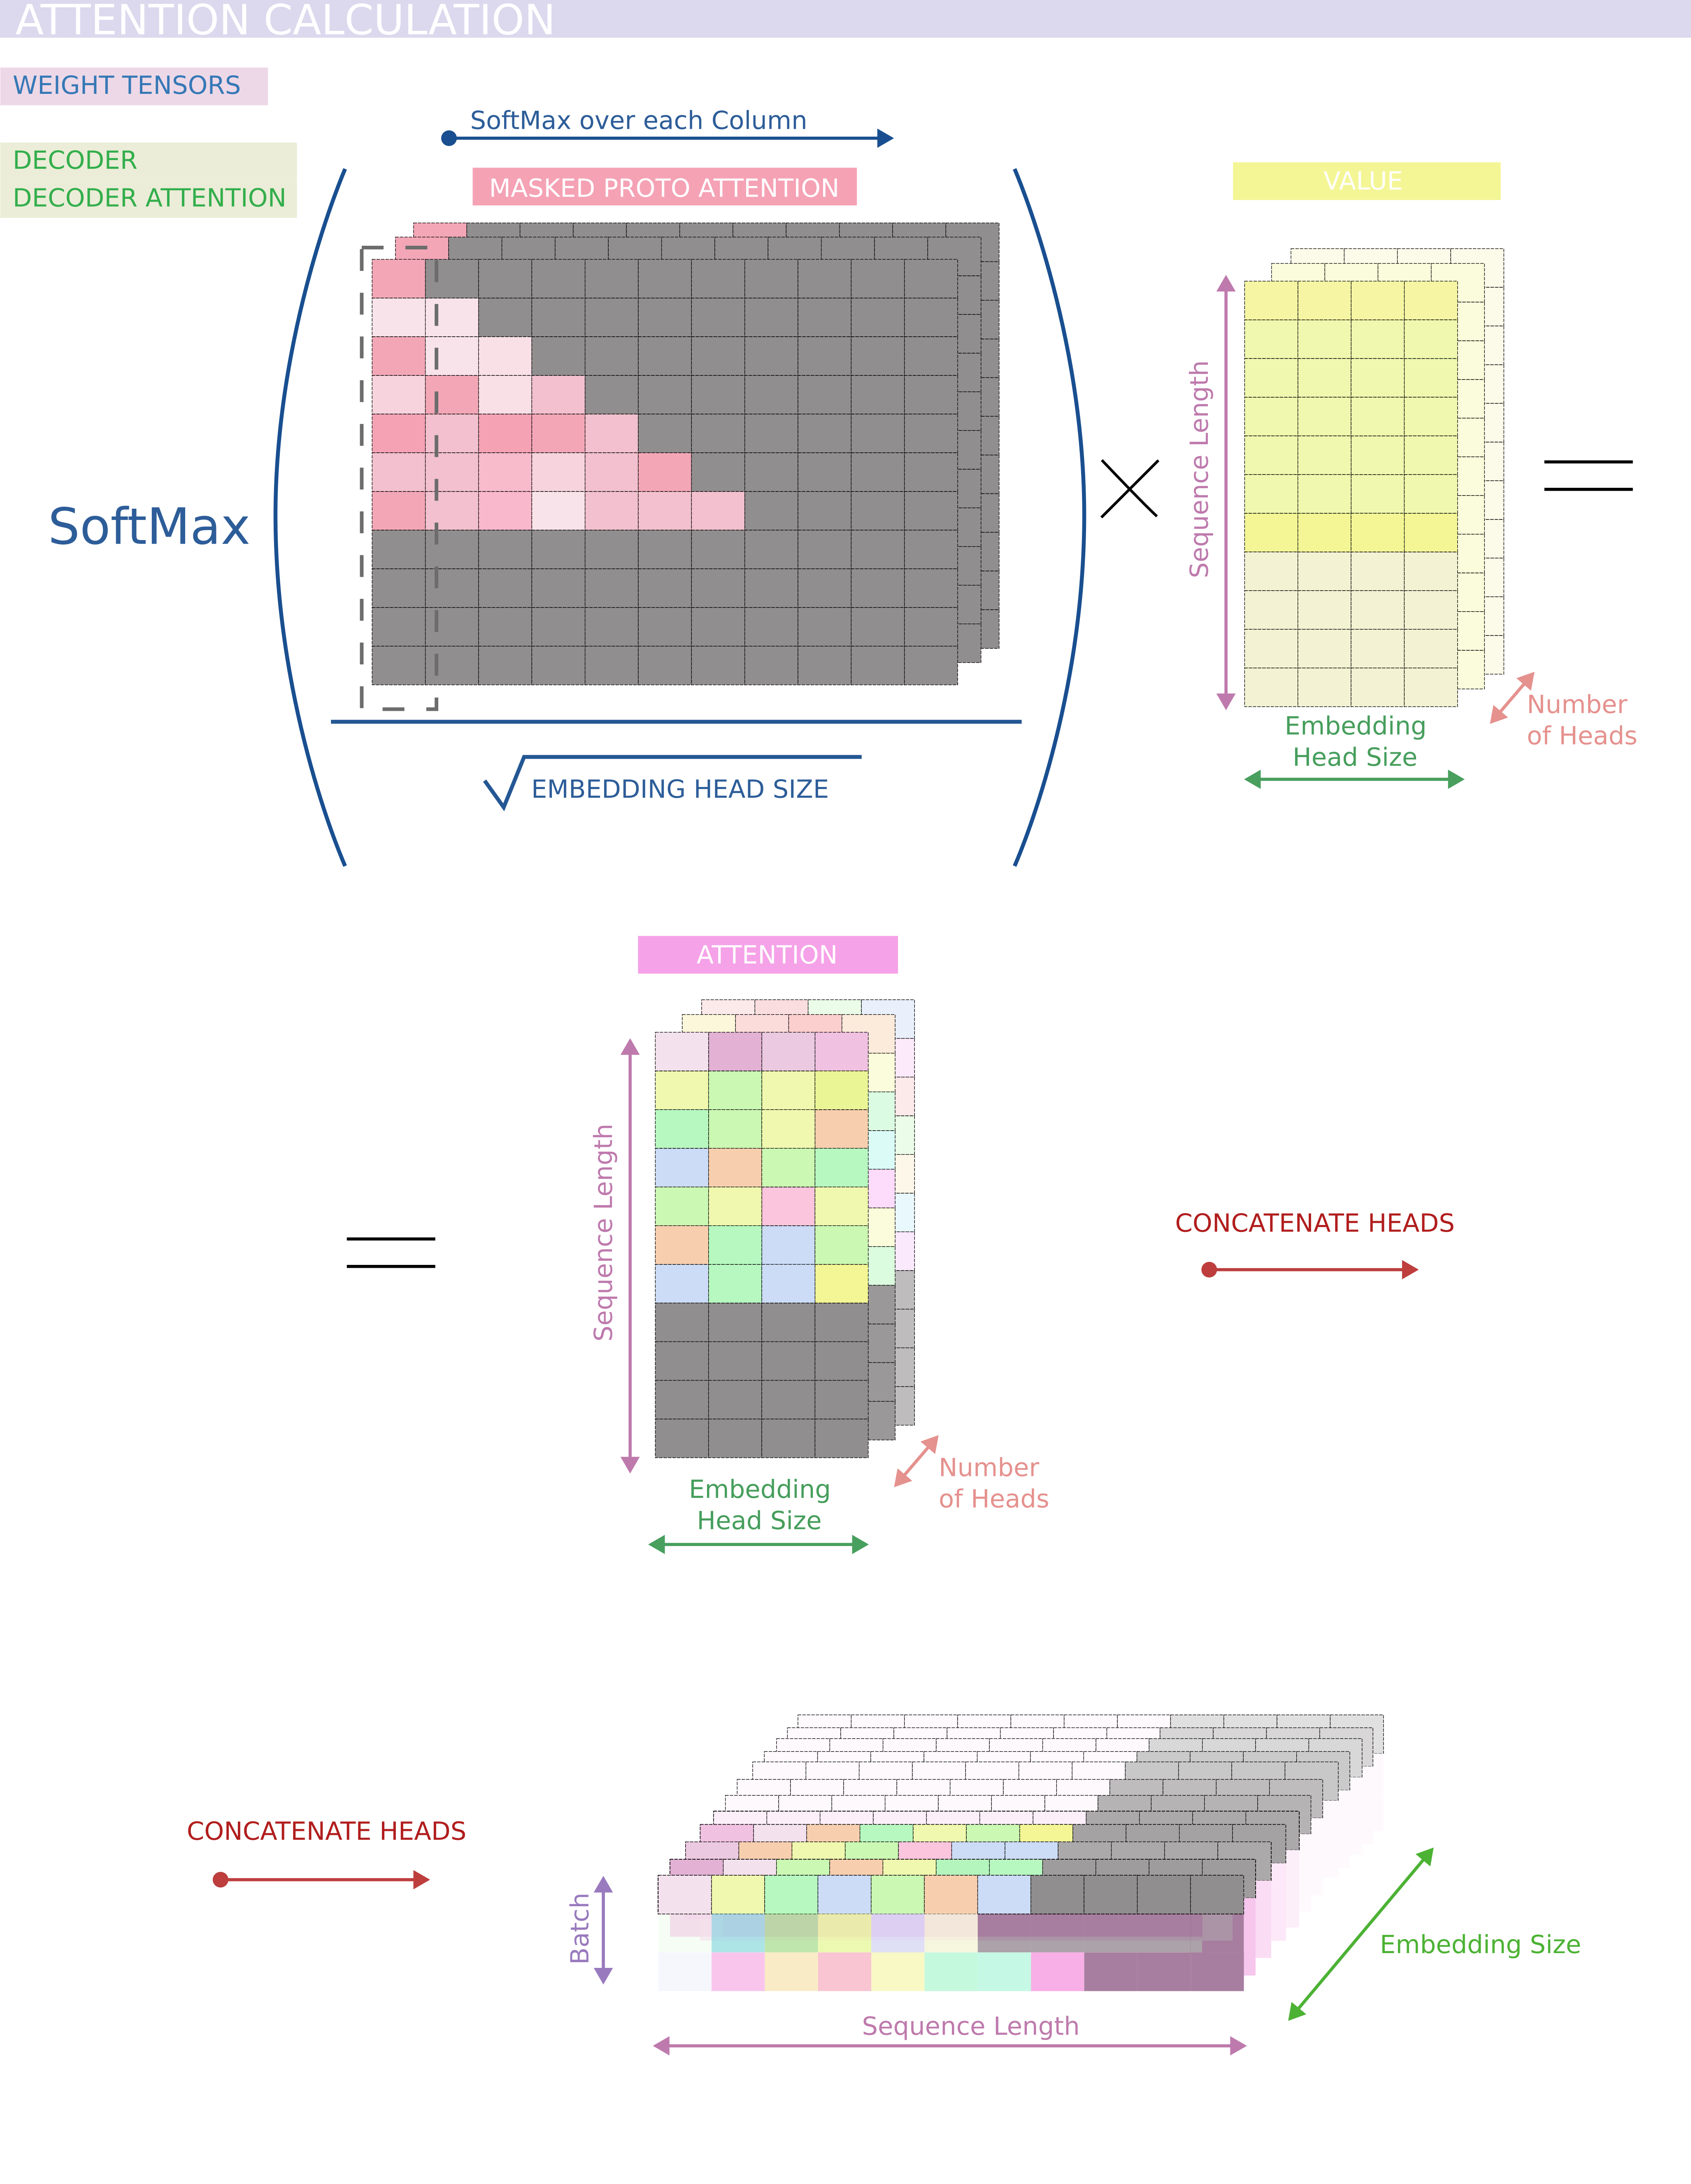 ATTENTION CALCULATION
WEIGHT TENSORS
DECODER
DECODER ATTENTION
SoftMax over each Column
MASKED PROTO ATTENTION
VALUE
SoftMax
Sequence Length
Number
of Heads
Embedding
Head Size
EMBEDDING HEAD SIZE
ATTENTION
Sequence Length
CONCATENATE HEADS
Number
of Heads
Embedding
Head Size
CONCATENATE HEADS
Batch
Embedding Size
Sequence Length